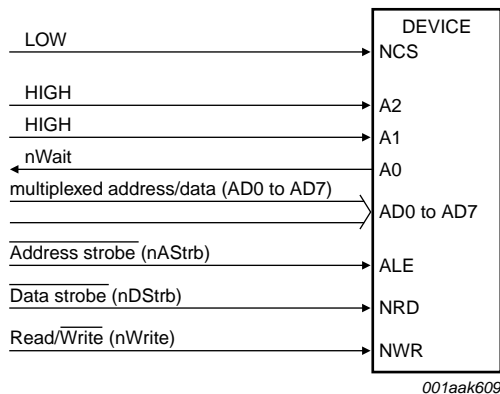 DEVICE
LOW
NCS
HIGH
A2
HIGH
A1
nWait
A0
multiplexed address/data (AD0 to AD7)
AD0 to AD7
Address strobe (nAStrb)
ALE
Data strobe (nDStrb)
NRD
Read/Write (nWrite)
NWR
001aak609